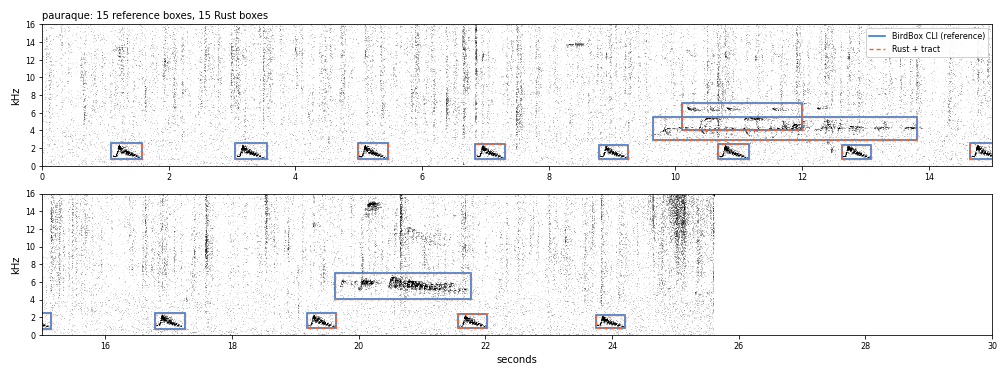 pauraque: 15 reference boxes, 15 Rust boxes
BirdBox CLI (reference)
Rust + tract
kHz
16
14
12
10
8
6
4
2
0
0 2 4 6 8 10 12 14
kHz
16
14
12
10
8
6
4
2
0
16 18 20 22 24 26 28 30
seconds